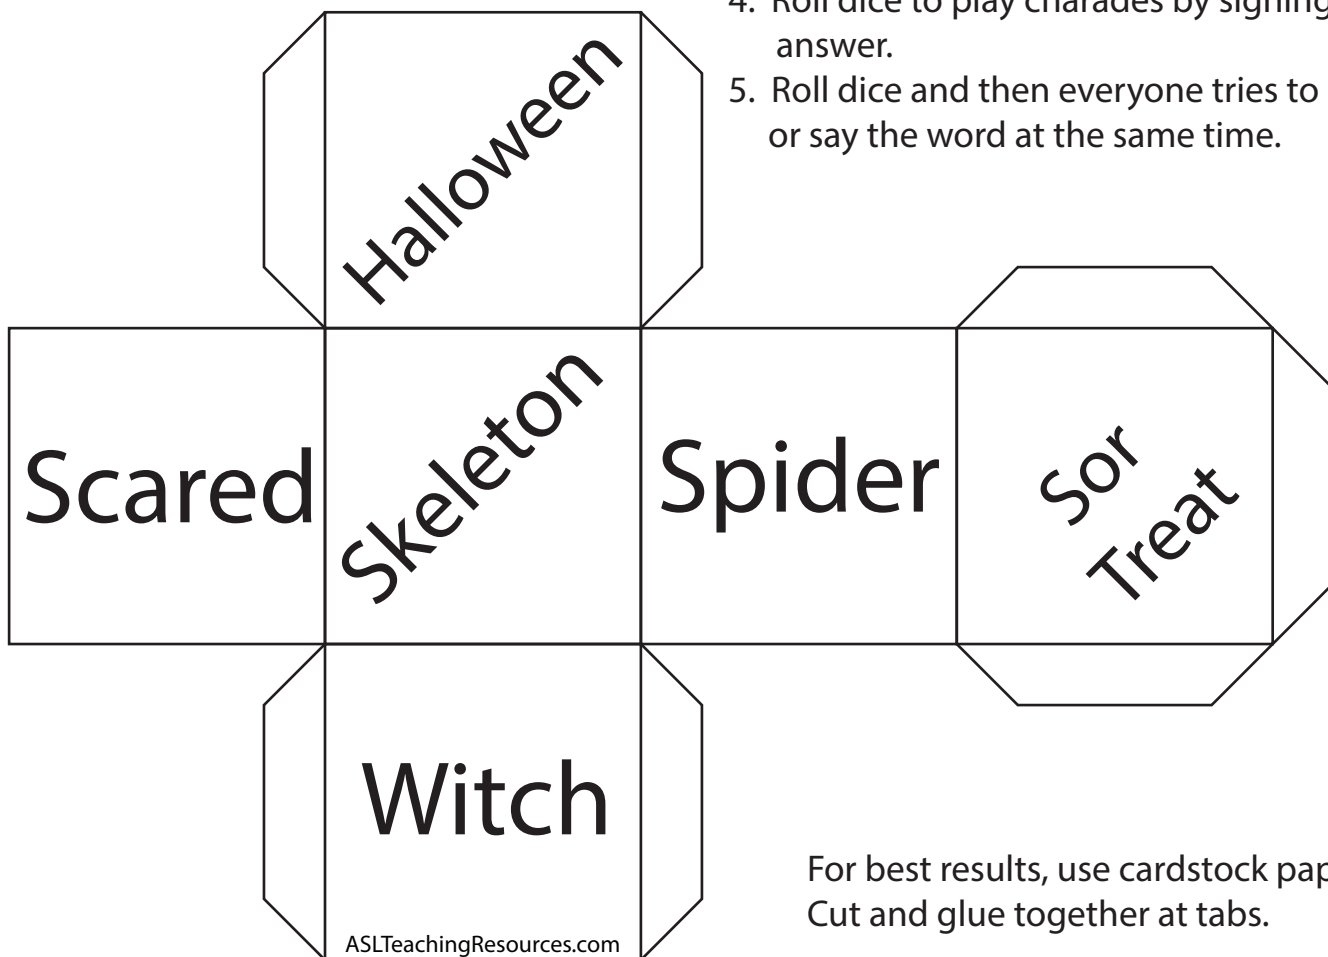 4. Roll dice to play charades by signing
answer.
5. Roll dice and then everyone tries to
or say the word at the same time.
Halloween
Scared
Skeleton
Spider
Sor
Treat
Witch
For best results, use cardstock pap
Cut and glue together at tabs.
ASLTeachingResources.com